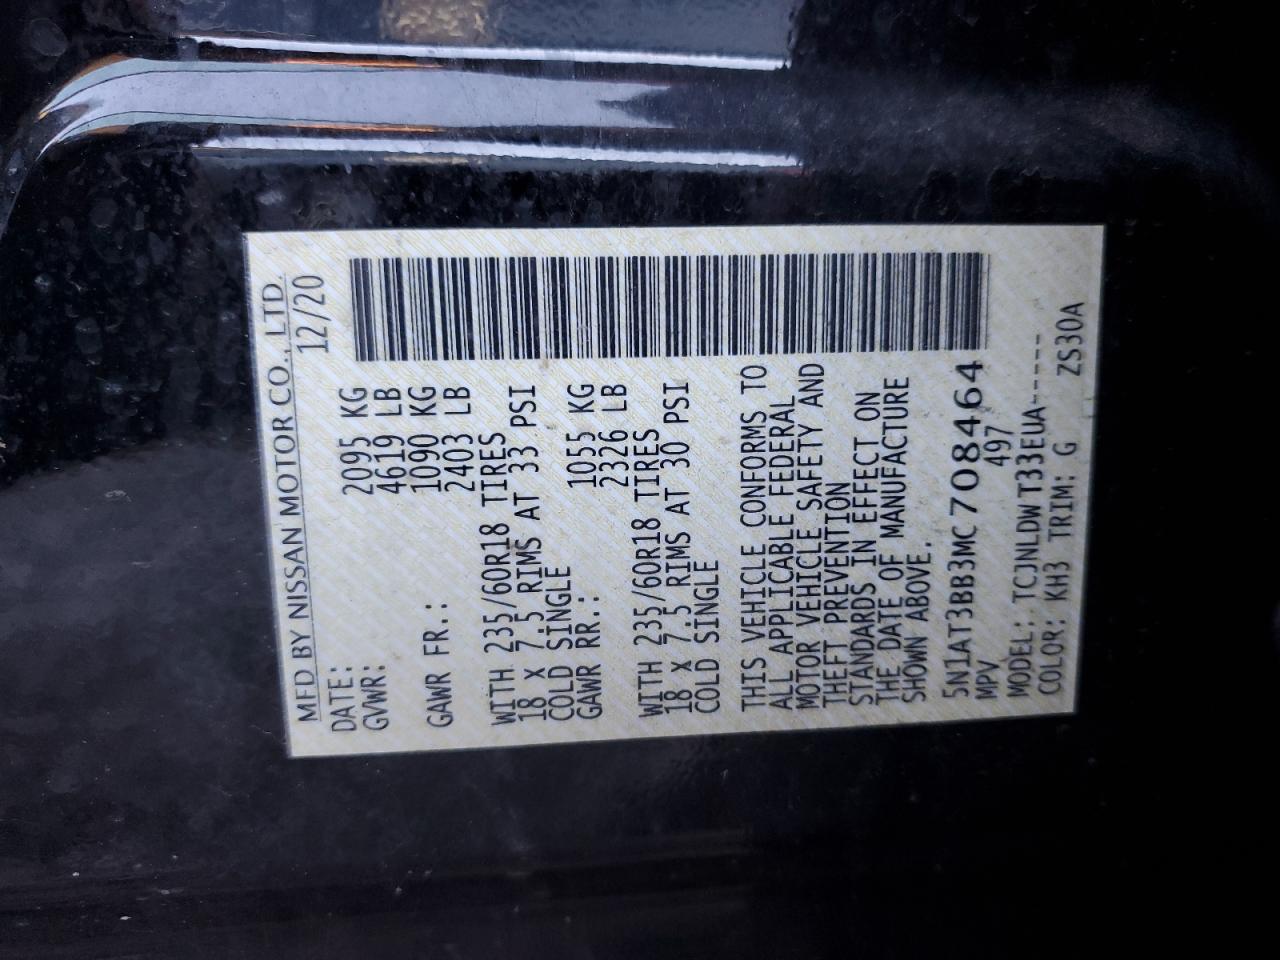 MFD BY NISSAN MOTOR CO., LTD.
DATE: 12/20
GVWR: 2095 KG
4619 LB
GAWR FR.: 1090 KG
2403 LB
WITH 235/60R18 TIRES
18 X 7.5 RIMS AT 33 PSI
COLD SINGLE
GAWR RR.: 1055 KG
2326 LB
WITH 235/60R18 TIRES
18 X 7.5 RIMS AT 30 PSI
COLD SINGLE
THIS VEHICLE CONFORMS TO
ALL APPLICABLE FEDERAL
MOTOR VEHICLE SAFETY AND
THEFT PREVENTION
STANDARDS IN EFFECT ON
THE DATE OF MANUFACTURE
SHOWN ABOVE.
5N1AT3BB3MC708464
MPV 497
MODEL: TCJNLDWT33EUA-----
COLOR: KH3 TRIM: G ZS30A